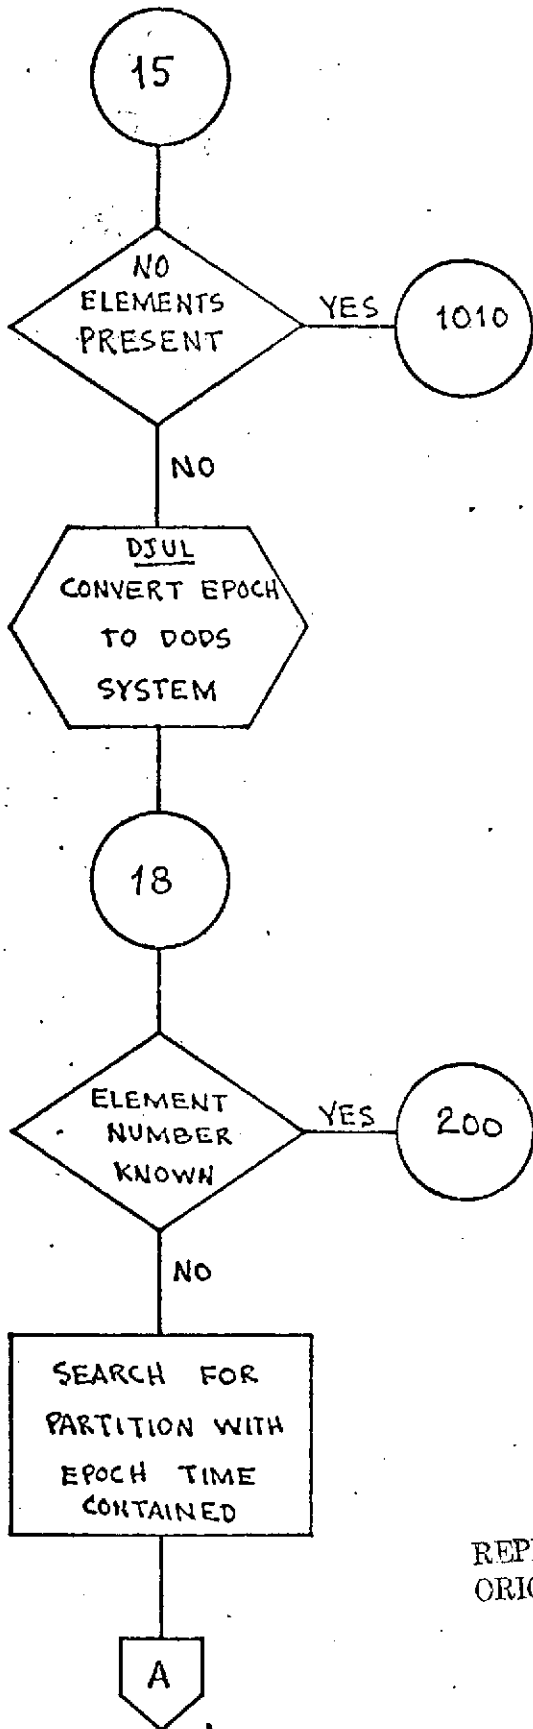 15
NO
ELEMENTS
PRESENT
YES
1010
NO
DJUL
CONVERT EPOCH
TO DODS
SYSTEM
18
ELEMENT
NUMBER
KNOWN
YES
200
NO
SEARCH FOR
PARTITION WITH
EPOCH TIME
CONTAINED
A